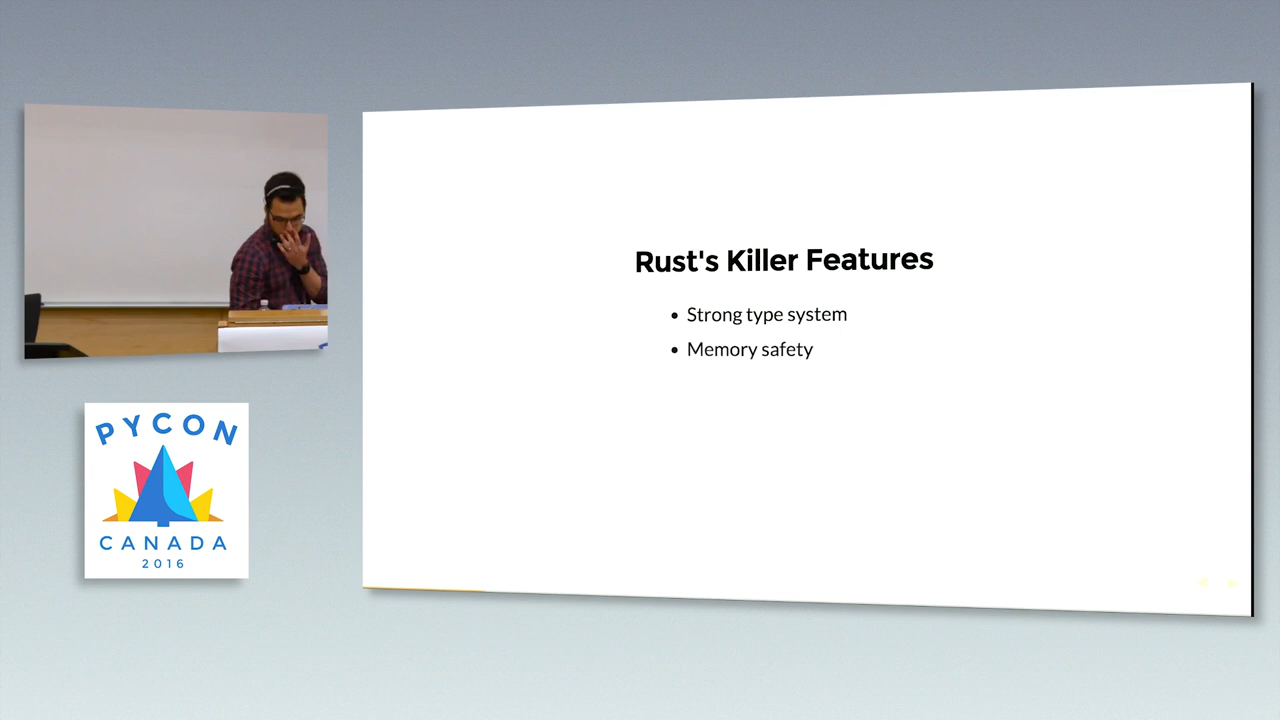 Rust's Killer Features
• Strong type system
• Memory safety
PYCON
CANADA
2016